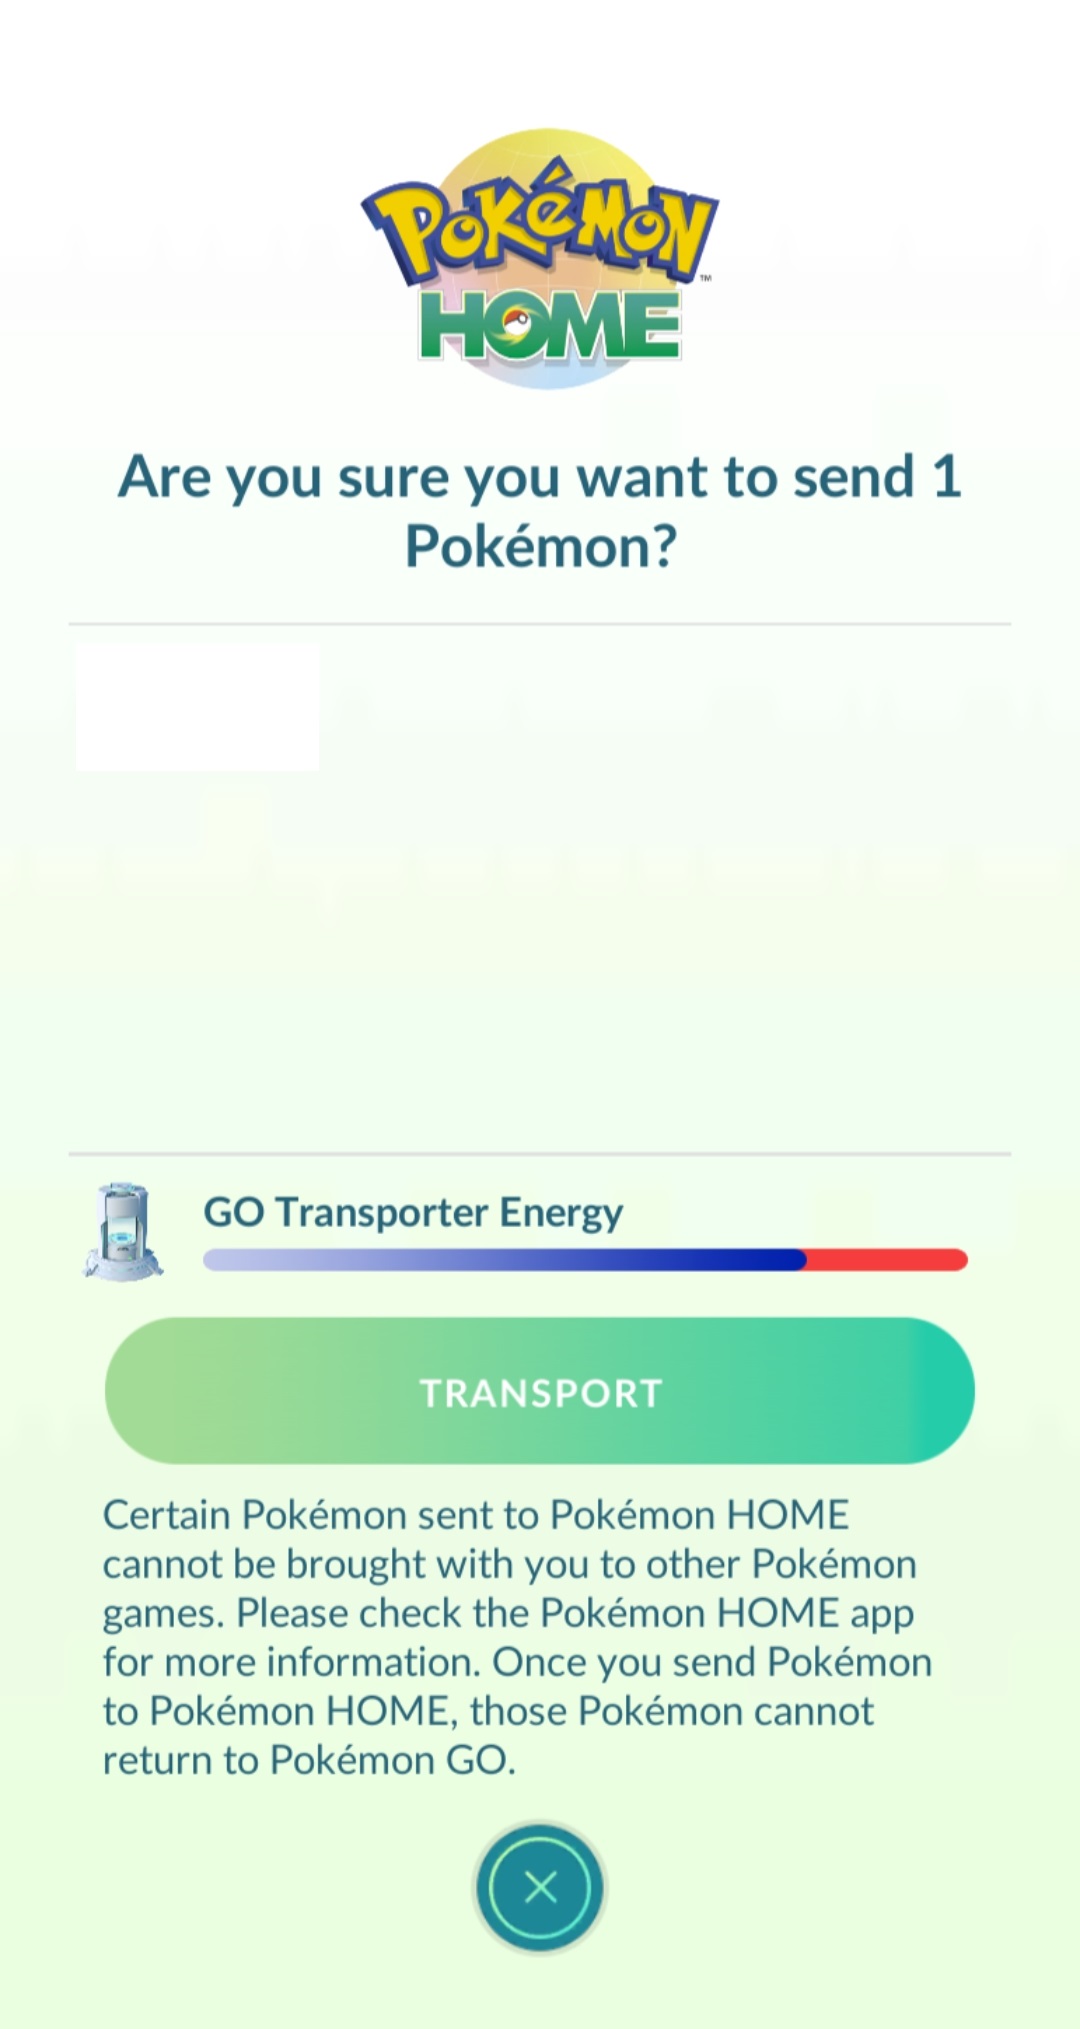 POKéMON
™
HOME
Are you sure you want to send 1
Pokémon?
GO Transporter Energy
TRANSPORT
Certain Pokémon sent to Pokémon HOME
cannot be brought with you to other Pokémon
games. Please check the Pokémon HOME app
for more information. Once you send Pokémon
to Pokémon HOME, those Pokémon cannot
return to Pokémon GO.